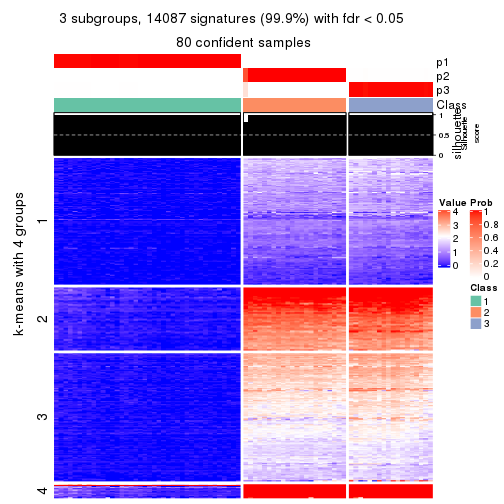 3 subgroups, 14087 signatures (99.9%) with fdr < 0.05
80 confident samples
p1
p2
p3
Class
1
0.5
0
silhouette
Silhouette
score
k-means with 4 groups
1
2
3
4
Value
4
3
2
1
0
Prob
1
0.8
0.6
0.4
0.2
0
Class
1
2
3